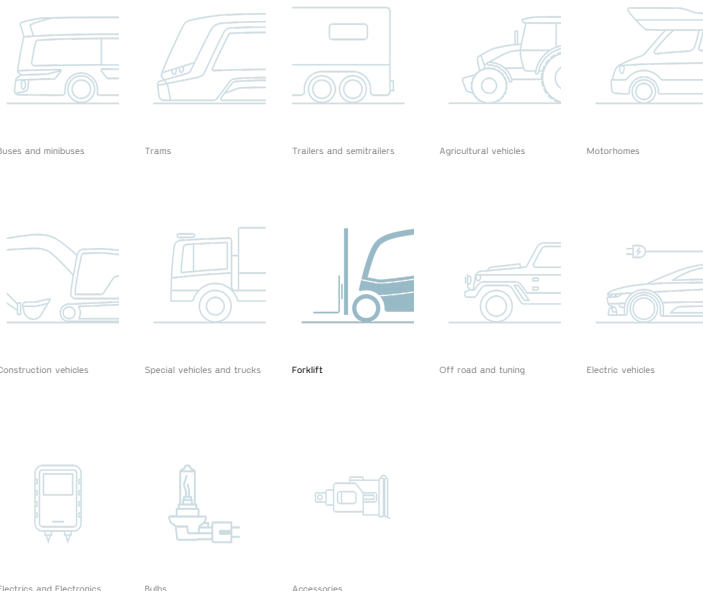 Buses and minibuses
Trams
Trailers and semitrailers
Agricultural vehicles
Motorhomes
Construction vehicles
Special vehicles and trucks
Forklift
Off road and tuning
Electric vehicles
Electrics and Electronics
Bulbs
Accessories